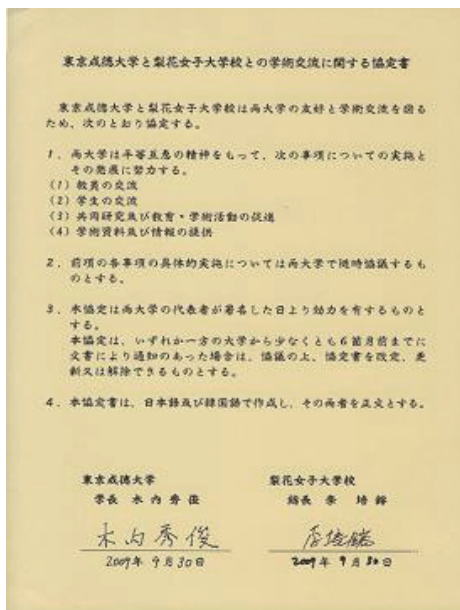 東京成徳大学と梨花女子大学校との学術交流に関する協定書
東京成徳大学と梨花女子大学校は両大学の友好と学術交流を図る
ため、次のとおり協定する。
1、両大学は平等互恵の精神をもって、次の事項についての実施と
その発展に努力する。
(1) 教員の交流
(2) 学生の交流
(3) 共同研究及び教育・学術活動の促進
(4) 学術資料及び情報の提供
2、前項の各事項の具体的実施については両大学で随時協議するも
のとする。
3、本協定は両大学の代表者が署名した日より効力を有するものと
する。
本協定は、いずれか一方の大学から少なくとも6箇月前までに
文書により通知のあった場合は、協議の上、協定書を改定、更
新又は解除できるものとする。
4、本協定書は、日本語及び韓国語で作成し、その両者を正文とする。
東京成徳大学
学長 木内秀俊
木内秀俊
2009年 9月30日
梨花女子大学校
総長 李 培鎔
李培鎔
2009年 9月30日